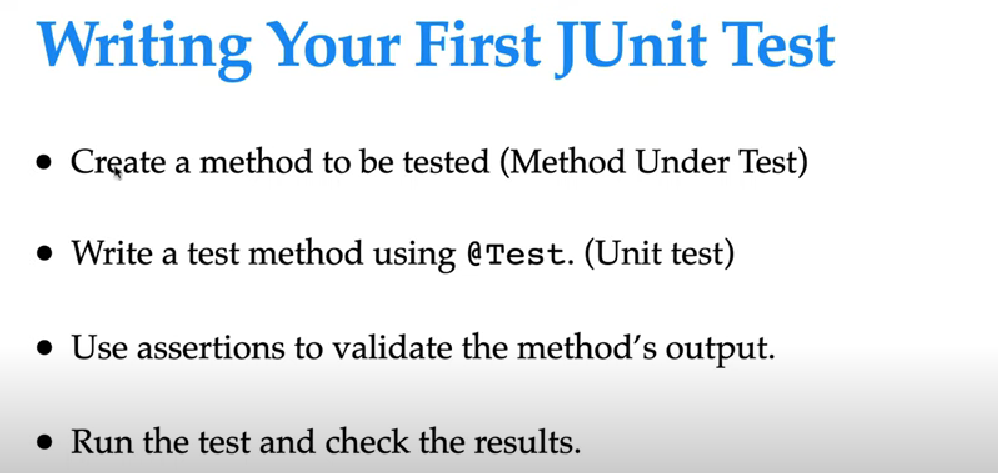 Writing Your First JUnit Test
• Create a method to be tested (Method Under Test)
• Write a test method using @Test. (Unit test)
• Use assertions to validate the method’s output.
• Run the test and check the results.